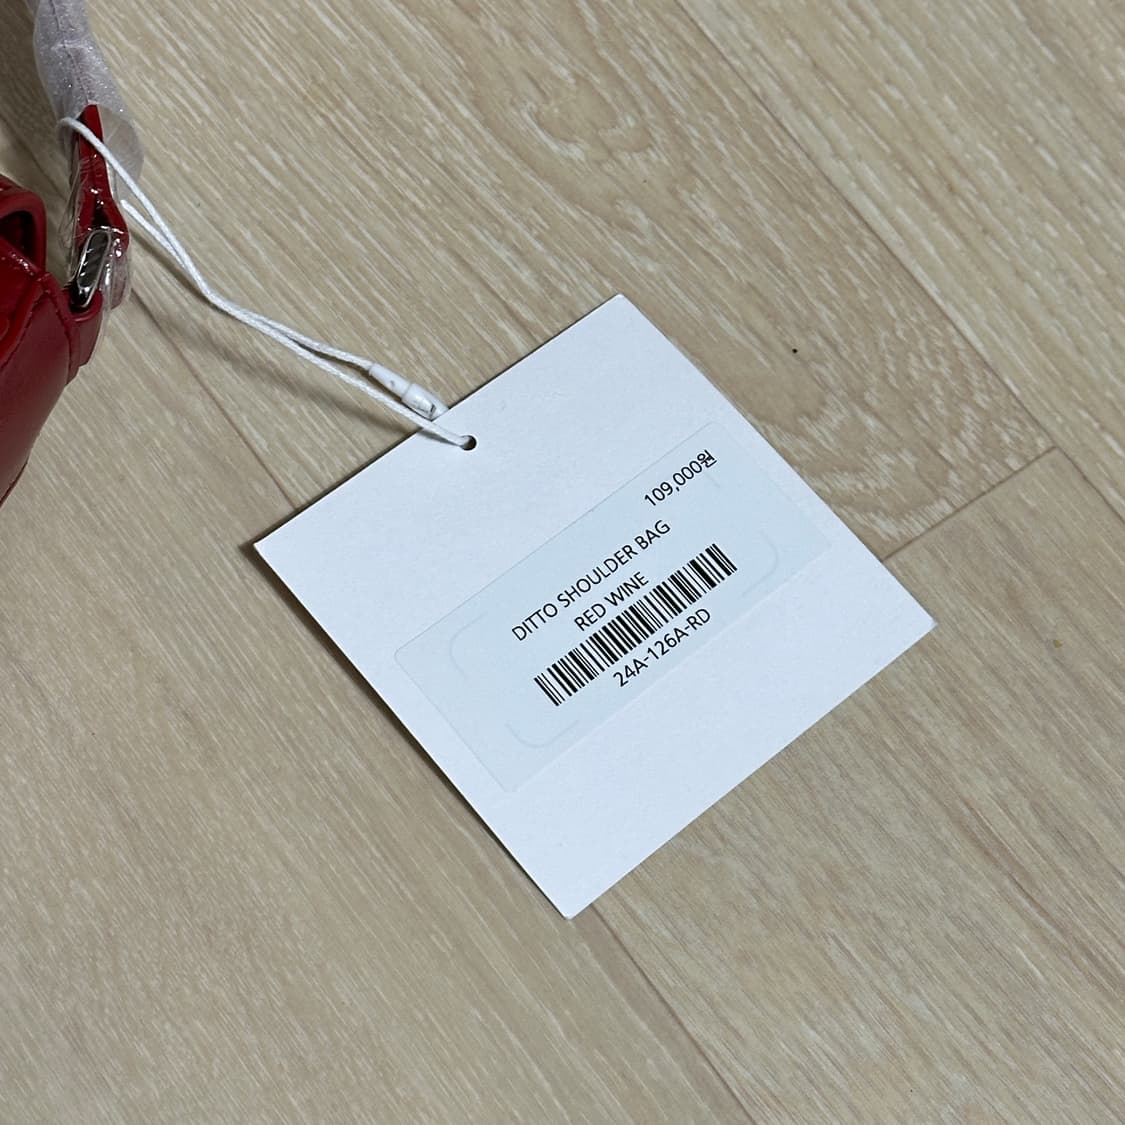 109,000원
DITTO SHOULDER BAG
RED WINE
24A-126A-RD